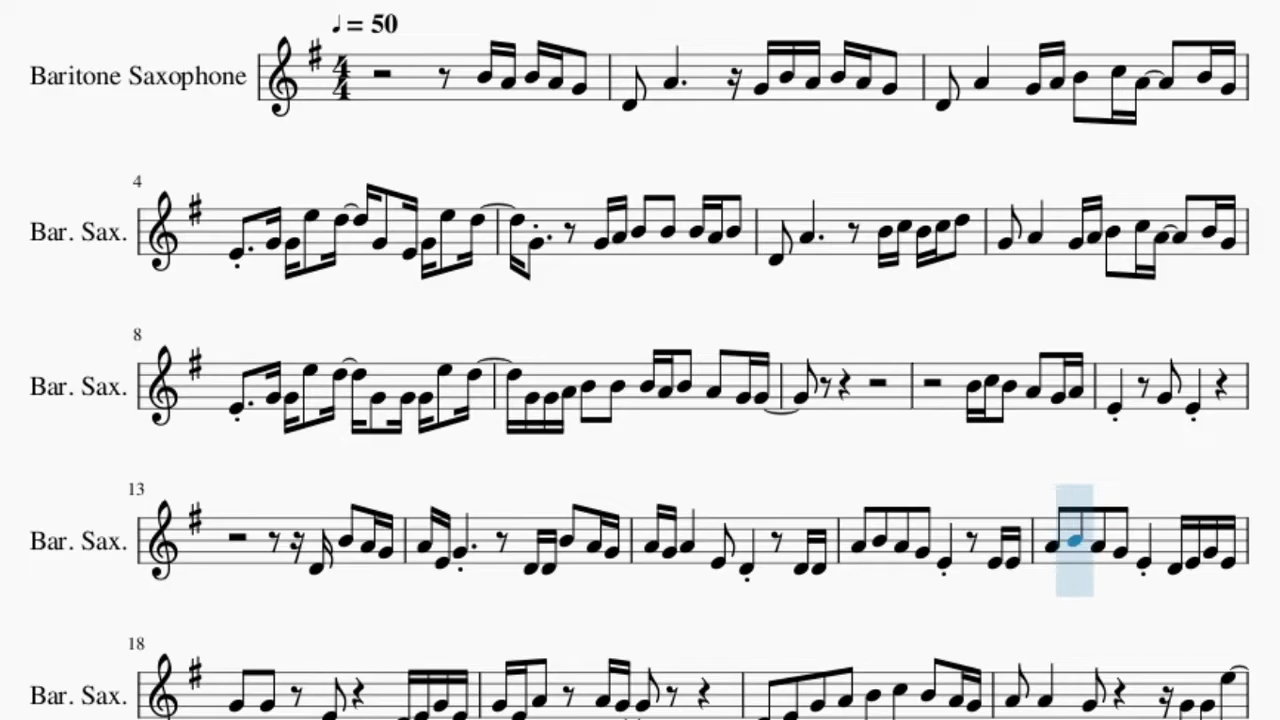 ♩ = 50
Baritone Saxophone
4
4
4
Bar. Sax.
8
Bar. Sax.
13
Bar. Sax.
18
Bar. Sax.